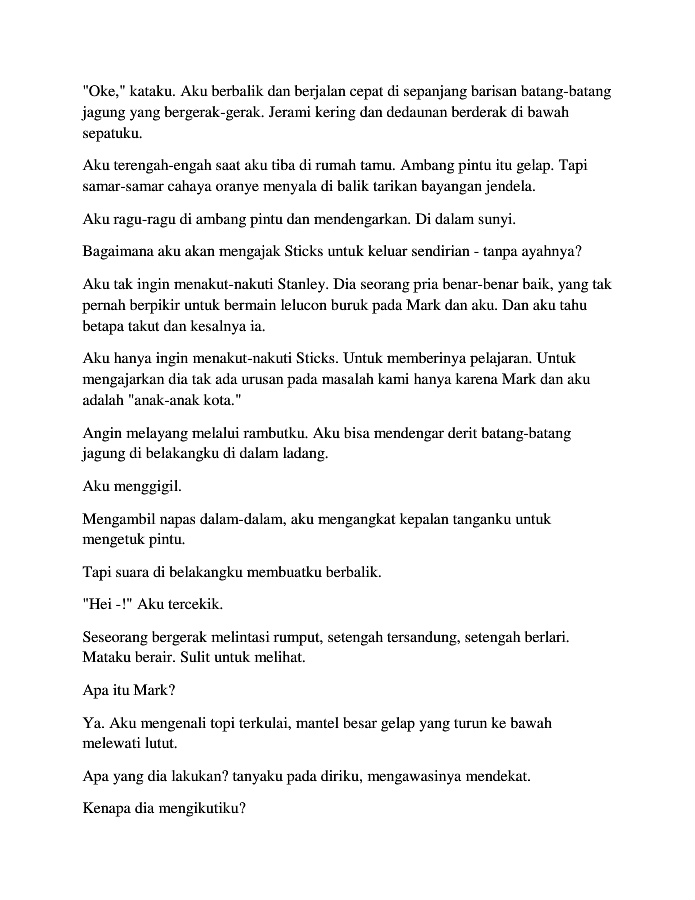 "Oke," kataku. Aku berbalik dan berjalan cepat di sepanjang barisan batang-batang
jagung yang bergerak-gerak. Jerami kering dan dedaunan berderak di bawah
sepatuku.
Aku terengah-engah saat aku tiba di rumah tamu. Ambang pintu itu gelap. Tapi
samar-samar cahaya oranye menyala di balik tarikan bayangan jendela.
Aku ragu-ragu di ambang pintu dan mendengarkan. Di dalam sunyi.
Bagaimana aku akan mengajak Sticks untuk keluar sendirian - tanpa ayahnya?
Aku tak ingin menakut-nakuti Stanley. Dia seorang pria benar-benar baik, yang tak
pernah berpikir untuk bermain lelucon buruk pada Mark dan aku. Dan aku tahu
betapa takut dan kesalnya ia.
Aku hanya ingin menakut-nakuti Sticks. Untuk memberinya pelajaran. Untuk
mengajarkan dia tak ada urusan pada masalah kami hanya karena Mark dan aku
adalah "anak-anak kota."
Angin melayang melalui rambutku. Aku bisa mendengar derit batang-batang
jagung di belakangku di dalam ladang.
Aku menggigil.
Mengambil napas dalam-dalam, aku mengangkat kepalan tanganku untuk
mengetuk pintu.
Tapi suara di belakangku membuatku berbalik.
"Hei -!" Aku tercekik.
Seseorang bergerak melintasi rumput, setengah tersandung, setengah berlari.
Mataku berair. Sulit untuk melihat.
Apa itu Mark?
Ya. Aku mengenali topi terkulai, mantel besar gelap yang turun ke bawah
melewati lutut.
Apa yang dia lakukan? tanyaku pada diriku, mengawasinya mendekat.
Kenapa dia mengikutiku?